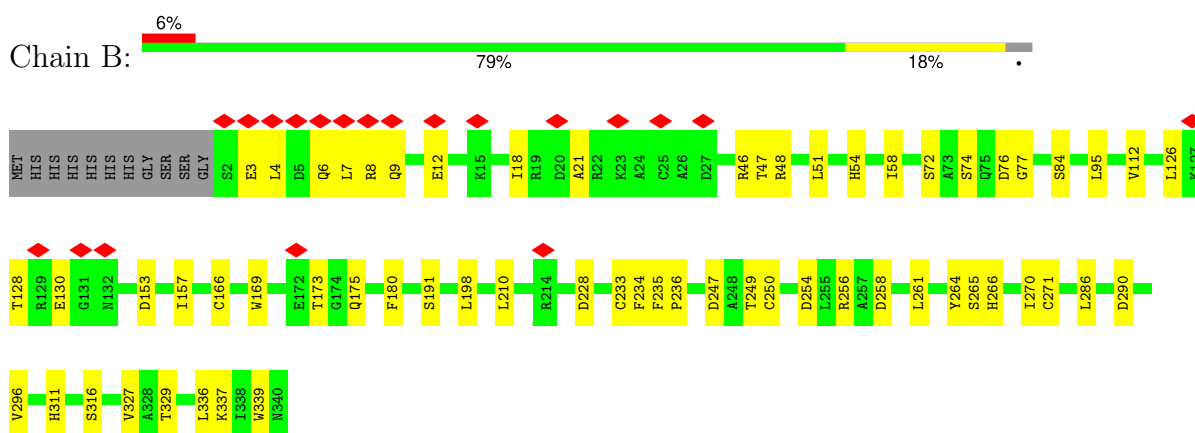 6%
Chain B:
79% 18% •
MET HIS HIS HIS HIS HIS HIS GLY SER SER GLY S2 E3 L4 D5 Q6 L7 R8 Q9 E12 K15 I18 R19 D20 A21 R22 K23 A24 C25 A26 D27 R46 T47 R48 L51 H54 I58 S72 A73 S74 Q75 D76 G77 S84 L95 V112 L126 K127
T128 R129 E130 G131 N132 D153 I157 C166 W169 E172 T173 G174 Q175 F180 S191 L198 L210 R214 D228 C233 F234 F235 P236 D247 A248 T249 C250 D254 L255 R256 A257 D258 L261 Y264 S265 H266 I270 C271 L286 D290
V296 H311 S316 V327 A328 T329 L336 K337 I338 W339 N340